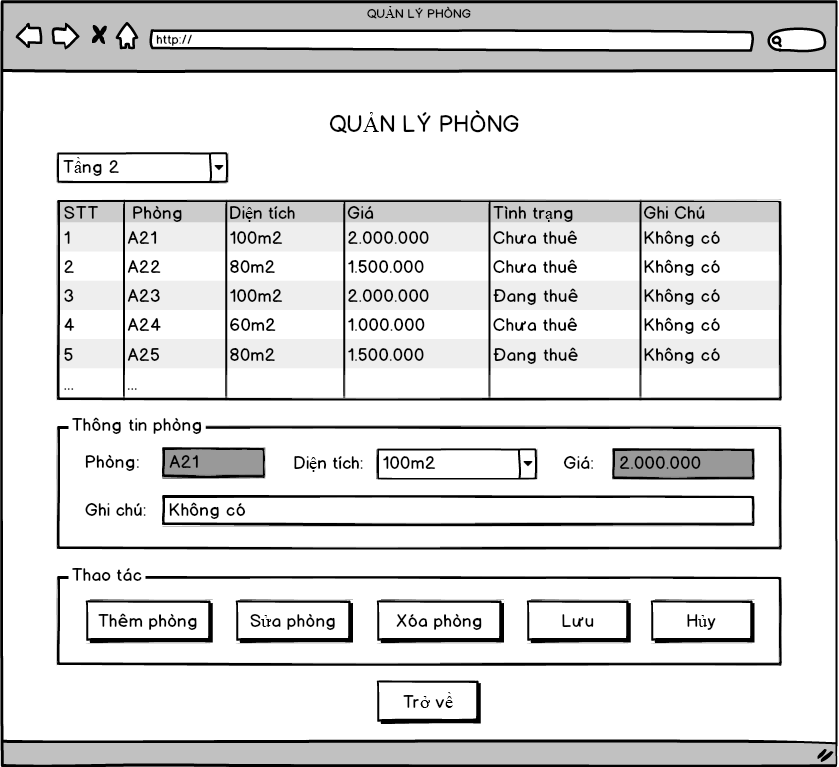 QUẢN LÝ PHÒNG
http://
QUẢN LÝ PHÒNG
Tầng 2
STT Phòng Diện tích Giá Tình trạng Ghi Chú
1 A21 100m2 2.000.000 Chưa thuê Không có
2 A22 80m2 1.500.000 Chưa thuê Không có
3 A23 100m2 2.000.000 Đang thuê Không có
4 A24 60m2 1.000.000 Chưa thuê Không có
5 A25 80m2 1.500.000 Đang thuê Không có
... ...
Thông tin phòng
Phòng: A21 Diện tích: 100m2 Giá: 2.000.000
Ghi chú: Không có
Thao tác
Thêm phòng Sửa phòng Xóa phòng Lưu Hủy
Trở về